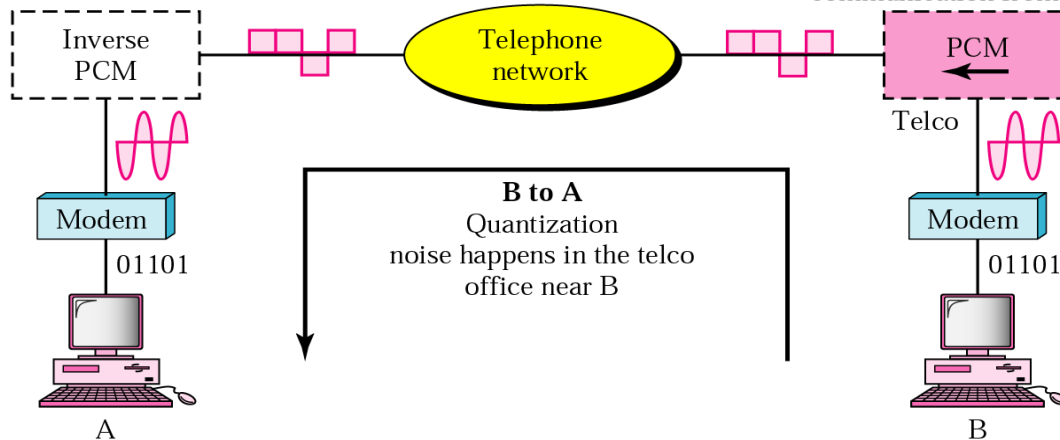 Inverse
PCM
Telephone
network
PCM
Telco
Modem
01101
B to A
Quantization
noise happens in the telco
office near B
Modem
01101
A
B